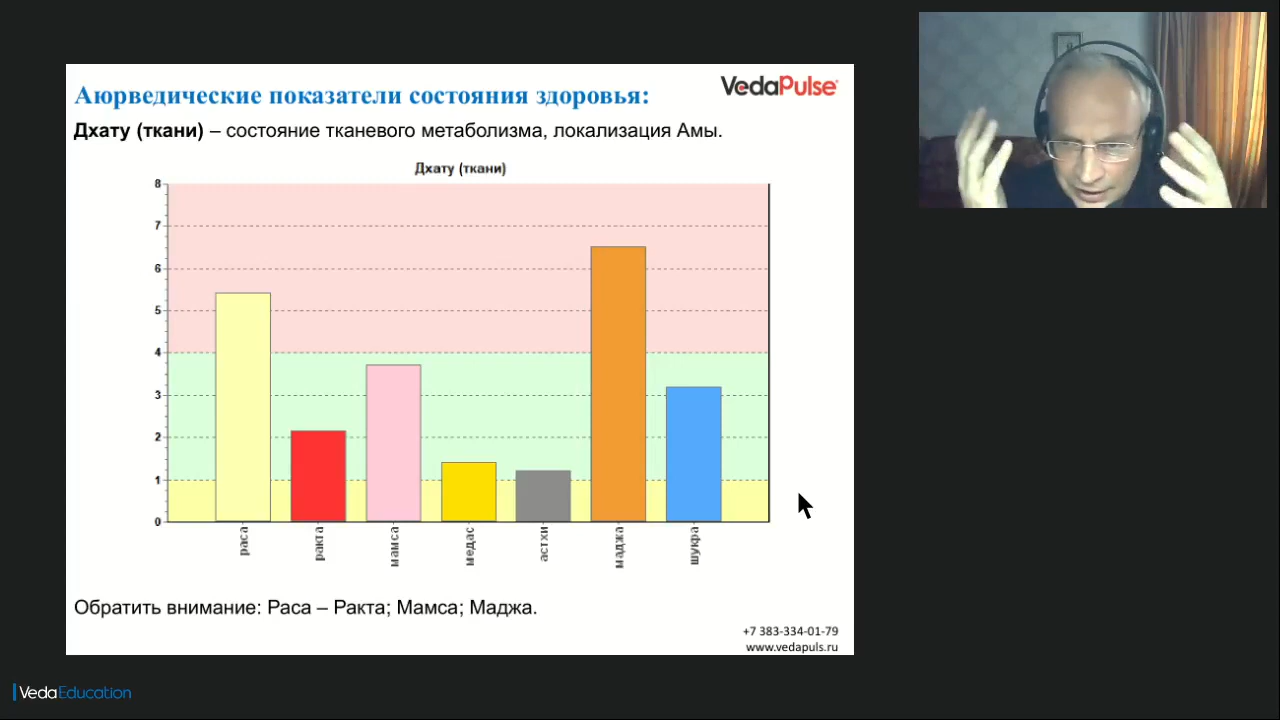 Аюрведические показатели состояния здоровья:
VedaPulse
Дхату (ткани) – состояние тканевого метаболизма, локализация Амы.
Дхату (ткани)
8
7
6
5
4
3
2
1
0
раса
ракта
мамса
медас
астхи
маджа
шукра
Обратить внимание: Раса – Ракта; Мамса; Маджа.
+7 383-334-01-79
www.vedapuls.ru
VedaEducation